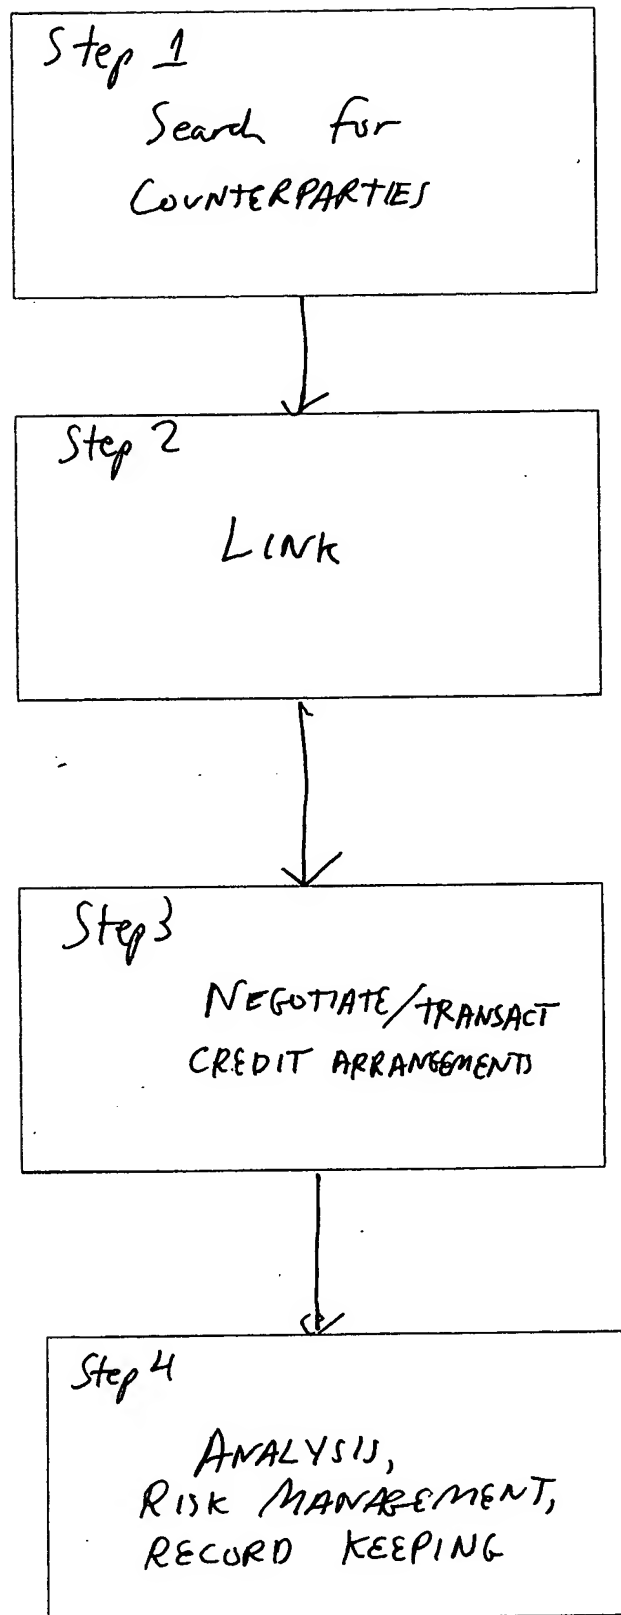 Step 1
Search for
COUNTERPARTIES
Step 2
LINK
Step 3
NEGOTIATE/TRANSACT
CREDIT ARRANGEMENTS
Step 4
ANALYSIS,
RISK MANAGEMENT,
RECORD KEEPING